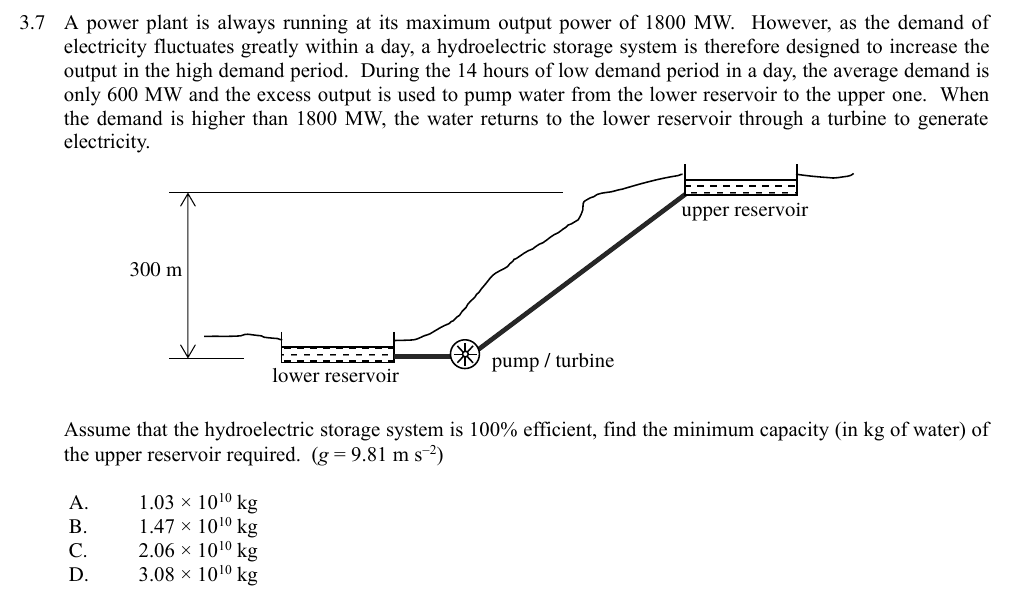 3.7 A power plant is always running at its maximum output power of 1800 MW. However, as the demand of
electricity fluctuates greatly within a day, a hydroelectric storage system is therefore designed to increase the
output in the high demand period. During the 14 hours of low demand period in a day, the average demand is
only 600 MW and the excess output is used to pump water from the lower reservoir to the upper one. When
the demand is higher than 1800 MW, the water returns to the lower reservoir through a turbine to generate
electricity.
upper reservoir
300 m
pump / turbine
lower reservoir
Assume that the hydroelectric storage system is 100% efficient, find the minimum capacity (in kg of water) of
the upper reservoir required. (g = 9.81 m s⁻²)
A. 1.03 × 10¹⁰ kg
B. 1.47 × 10¹⁰ kg
C. 2.06 × 10¹⁰ kg
D. 3.08 × 10¹⁰ kg